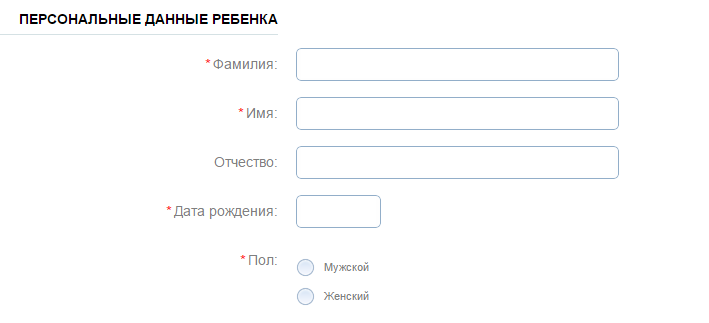 ПЕРСОНАЛЬНЫЕ ДАННЫЕ РЕБЕНКА
* Фамилия:
* Имя:
Отчество:
* Дата рождения:
* Пол:
Мужской
Женский